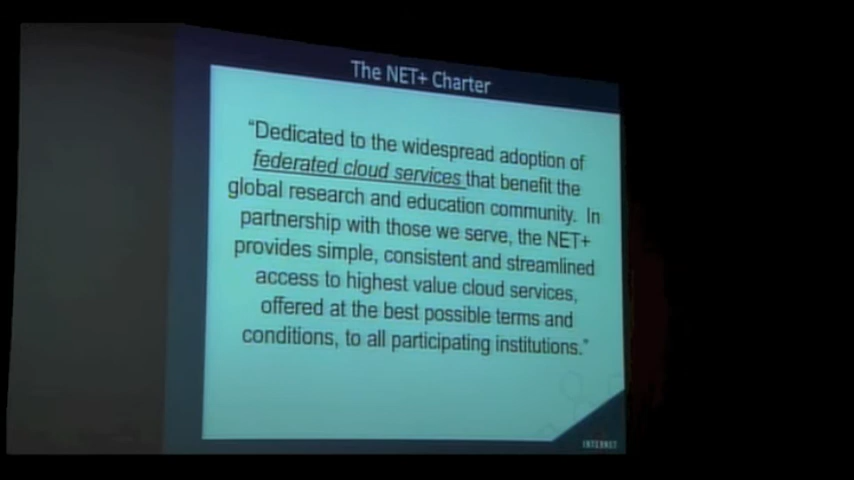 The NET+ Charter
“Dedicated to the widespread adoption of
federated cloud services that benefit the
global research and education community. In
partnership with those we serve, the NET+
provides simple, consistent and streamlined
access to highest value cloud services,
offered at the best possible terms and
conditions, to all participating institutions.”
INTERNET